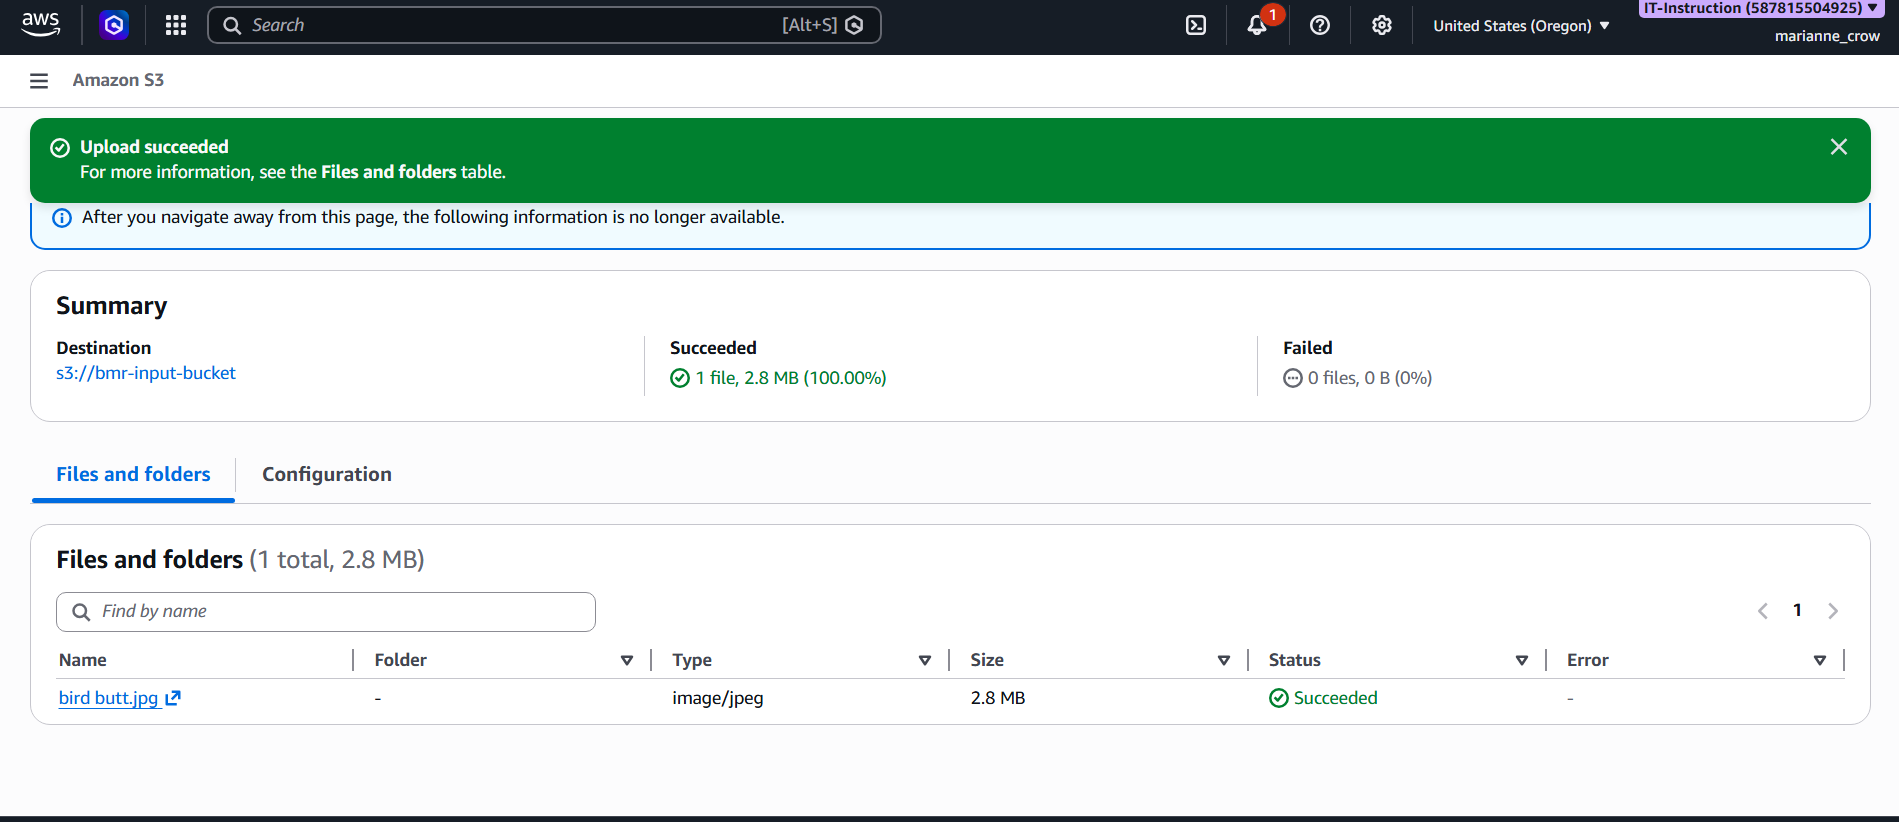 aws
Search [Alt+S]
1
United States (Oregon)
IT-Instruction (587815504925)
marianne_crow
Amazon S3
Upload succeeded
For more information, see the Files and folders table.
After you navigate away from this page, the following information is no longer available.
Summary
Destination
s3://bmr-input-bucket
Succeeded
1 file, 2.8 MB (100.00%)
Failed
0 files, 0 B (0%)
Files and folders
Configuration
Files and folders (1 total, 2.8 MB)
Find by name
1
Name Folder Type Size Status Error
bird butt.jpg - image/jpeg 2.8 MB Succeeded -